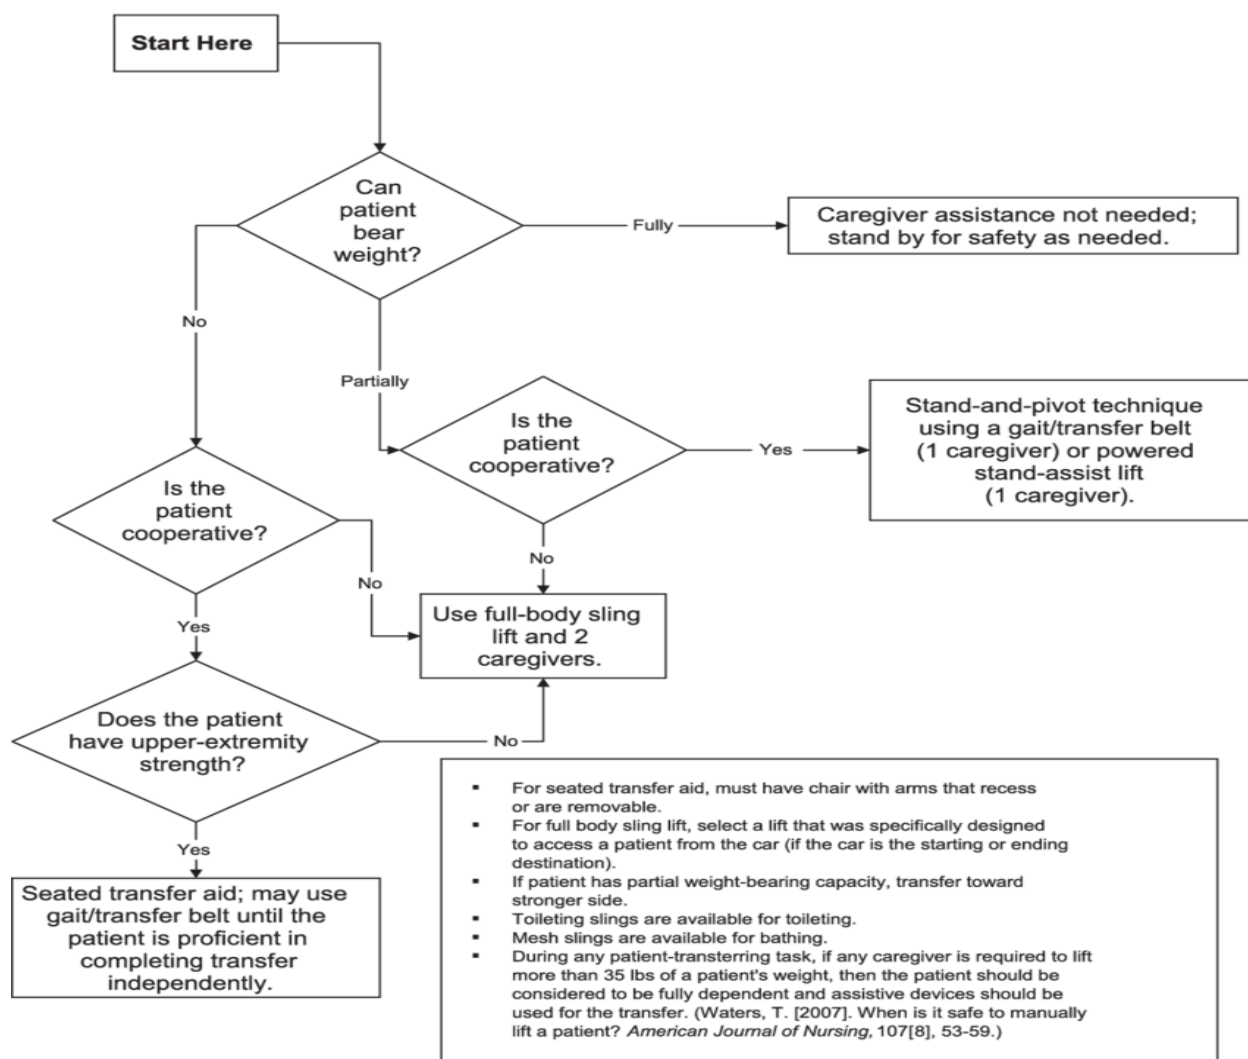 Start Here
Can
patient
bear
weight?
Fully
Caregiver assistance not needed;
stand by for safety as needed.
No
Partially
Is the
patient
cooperative?
Yes
Stand-and-pivot technique
using a gait/transfer belt
(1 caregiver) or powered
stand-assist lift
(1 caregiver).
Is the
patient
cooperative?
No
No
Use full-body sling
lift and 2
caregivers.
Yes
Does the patient
have upper-extremity
strength?
No
Yes
Seated transfer aid; may use
gait/transfer belt until the
patient is proficient in
completing transfer
independently.
▪ For seated transfer aid, must have chair with arms that recess
or are removable.
▪ For full body sling lift, select a lift that was specifically designed
to access a patient from the car (if the car is the starting or ending
destination).
▪ If patient has partial weight-bearing capacity, transfer toward
stronger side.
▪ Toileting slings are available for toileting.
▪ Mesh slings are available for bathing.
▪ During any patient-transterring task, if any caregiver is required to lift
more than 35 lbs of a patient's weight, then the patient should be
considered to be fully dependent and assistive devices should be
used for the transfer. (Waters, T. [2007]. When is it safe to manually
lift a patient? American Journal of Nursing, 107[8], 53-59.)